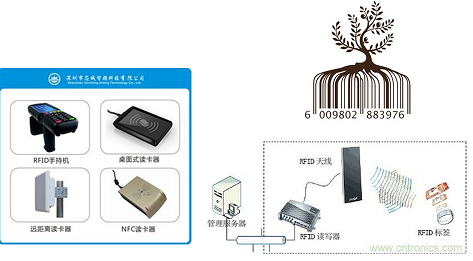 深圳市思诚智联科技有限公司
RFID手持机
桌面式读卡器
远距离读卡器
NFC读卡器
6 009802 883976
RFID 天线
管理服务器
RFID 读写器
RFID 标签
www.cntronics.com